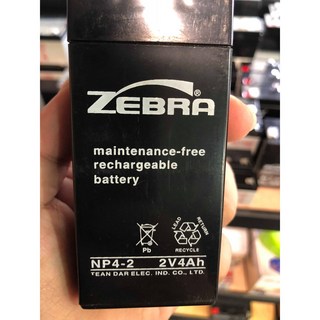 ZEBRA®
maintenance-free
rechargeable
battery
Pb
LEAD RETURN
RECYCLE
NP4-2 2V4Ah
TEAN DAR ELEC. IND. CO., LTD.